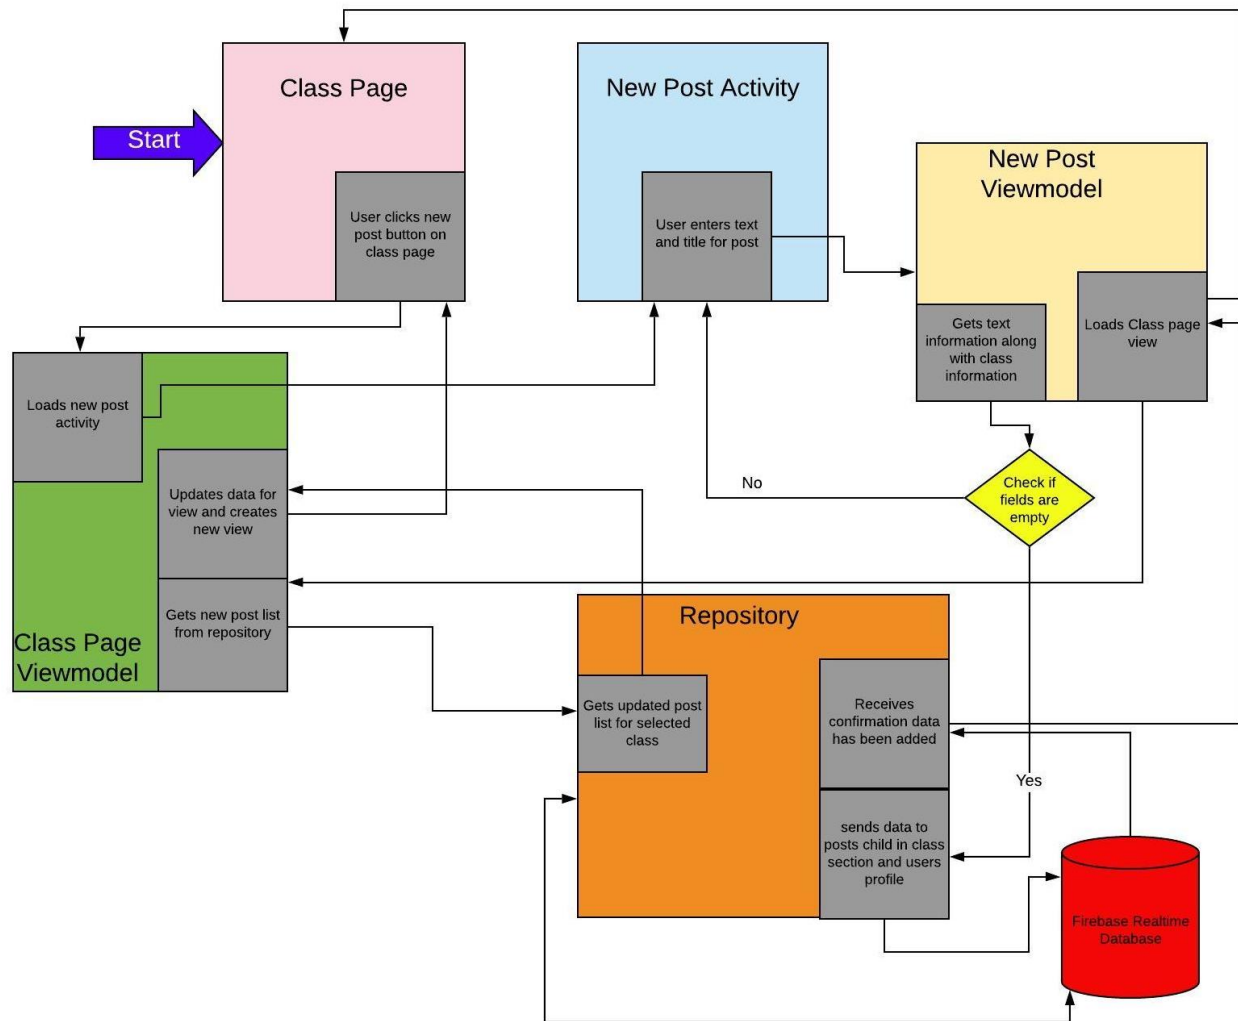 Start
Class Page
User clicks new
post button on
class page
New Post Activity
User enters text
and title for post
New Post
Viewmodel
Gets text
information along
with class
information
Loads Class page
view
Loads new post
activity
Updates data for
view and creates
new view
Gets new post list
from repository
Class Page
Viewmodel
No
Check if
fields are
empty
Yes
Repository
Gets updated post
list for selected
class
Receives
confirmation data
has been added
sends data to
posts child in class
section and users
profile
Firebase Realtime
Database